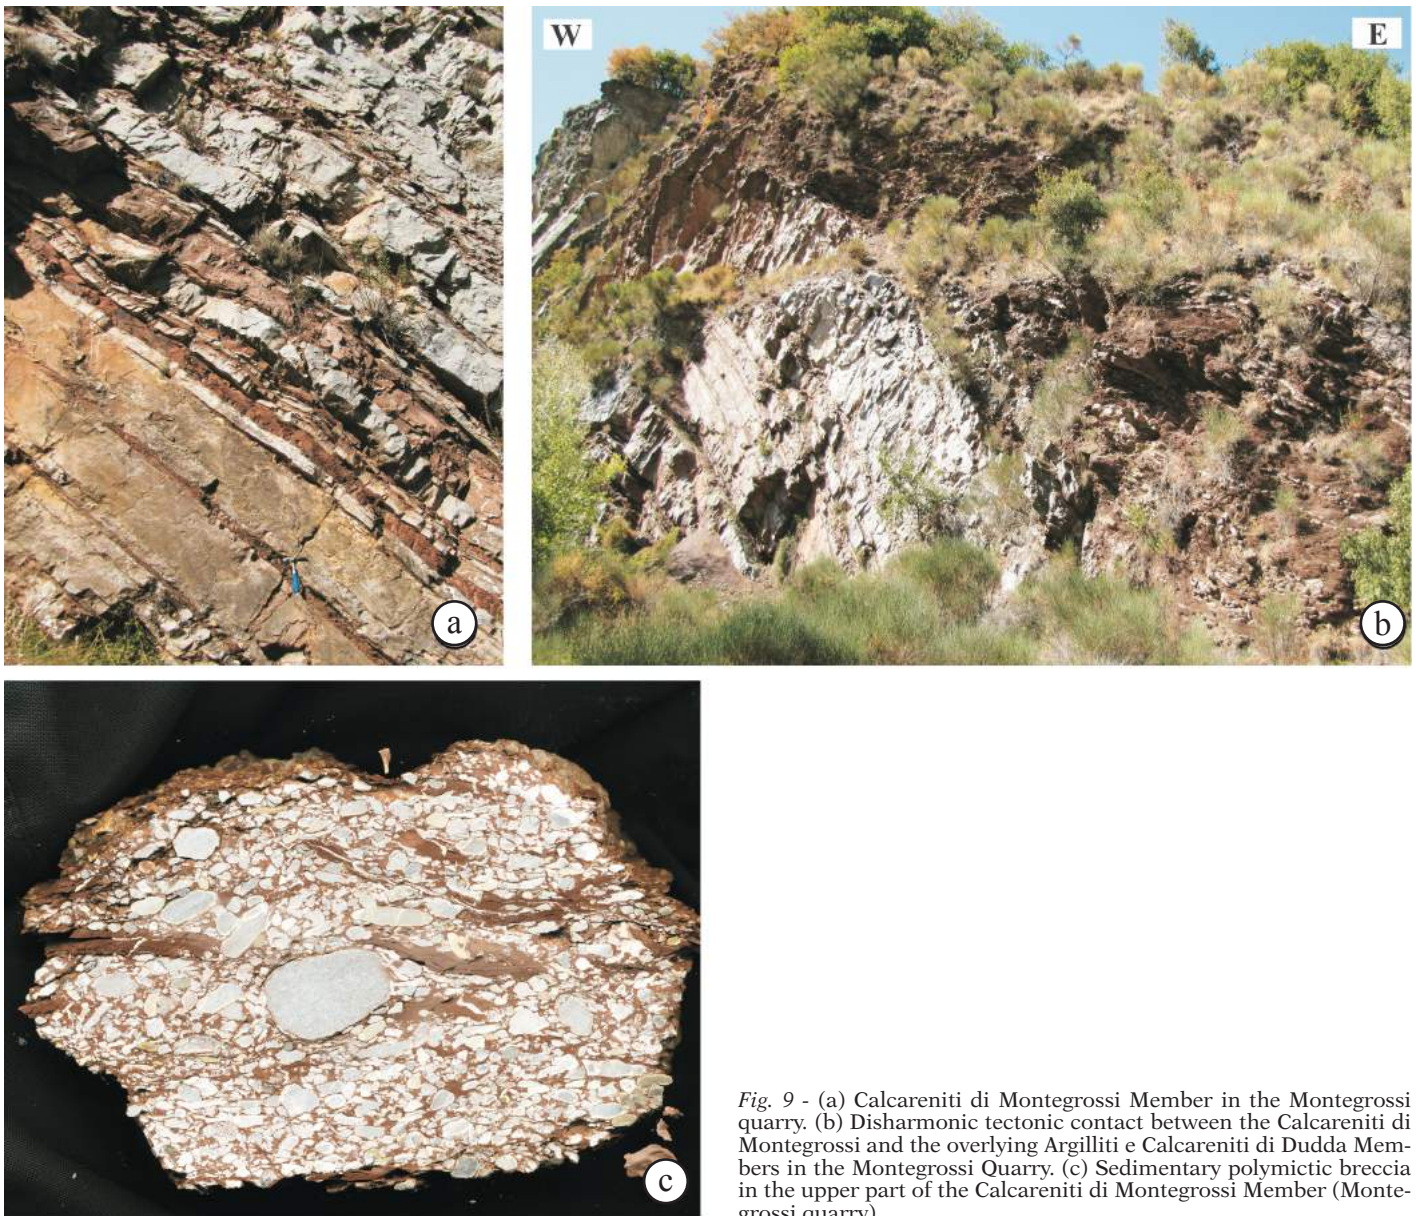 W
E
a
b
c
Fig. 9 - (a) Calcareniti di Montegrossi Member in the Montegrossi
quarry. (b) Disharmonic tectonic contact between the Calcareniti di
Montegrossi and the overlying Argilliti e Calcareniti di Dudda Mem-
bers in the Montegrossi Quarry. (c) Sedimentary polymictic breccia
in the upper part of the Calcareniti di Montegrossi Member (Monte-
grossi quarry).